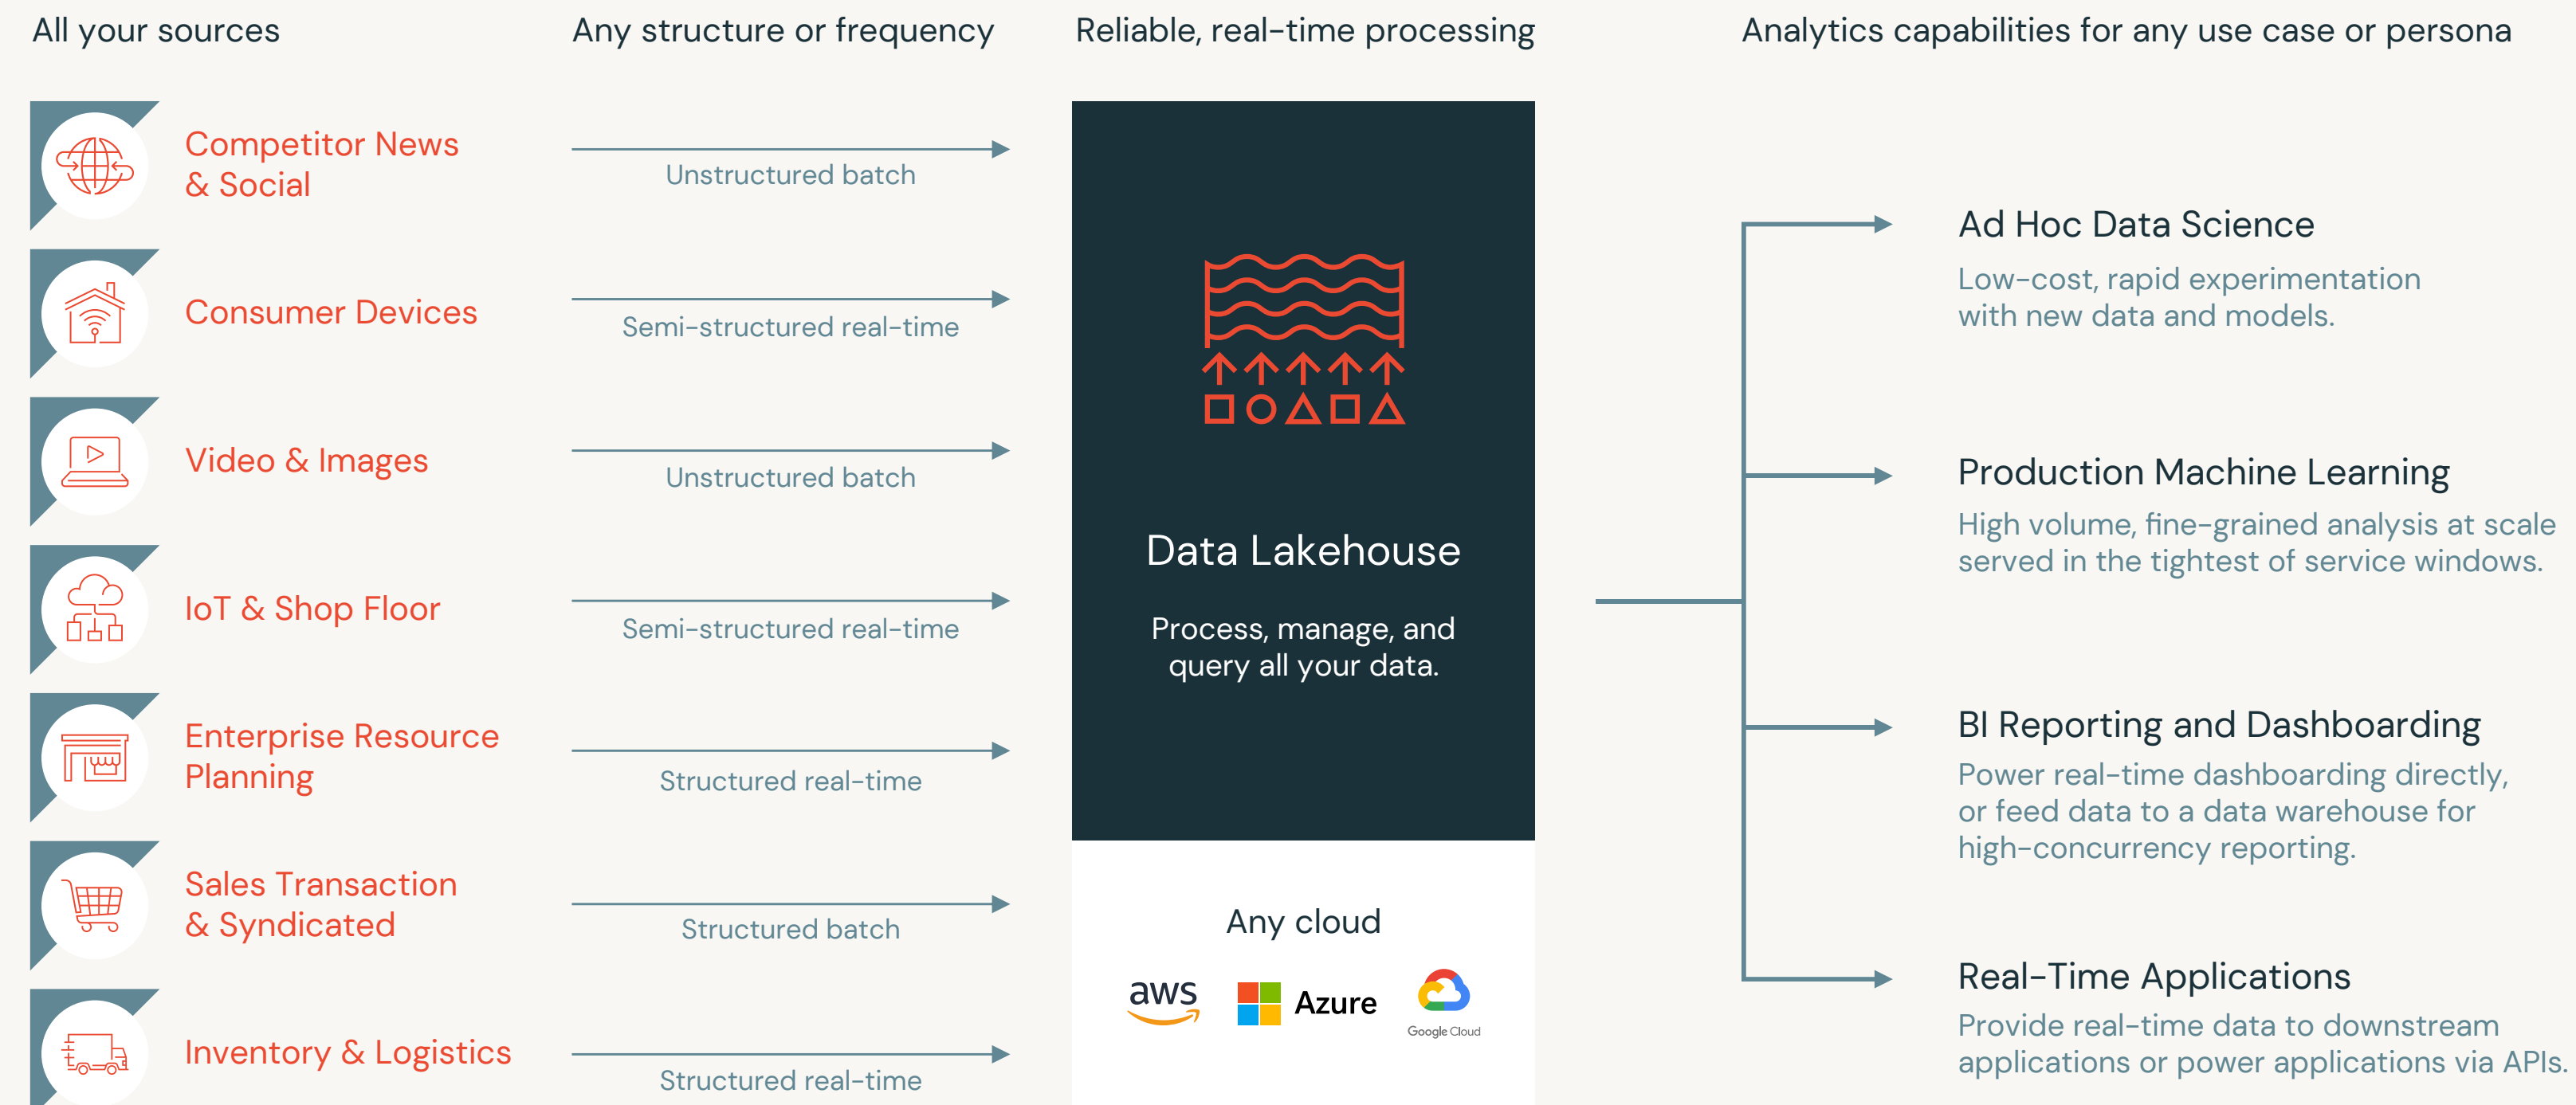 All your sources
Any structure or frequency
Reliable, real-time processing
Analytics capabilities for any use case or persona
Competitor News
& Social
Unstructured batch
Consumer Devices
Semi-structured real-time
Video & Images
Unstructured batch
IoT & Shop Floor
Semi-structured real-time
Enterprise Resource
Planning
Structured real-time
Sales Transaction
& Syndicated
Structured batch
Inventory & Logistics
Structured real-time
Data Lakehouse
Process, manage, and
query all your data.
Any cloud
aws
Azure
Google Cloud
Ad Hoc Data Science
Low-cost, rapid experimentation
with new data and models.
Production Machine Learning
High volume, fine-grained analysis at scale
served in the tightest of service windows.
BI Reporting and Dashboarding
Power real-time dashboarding directly,
or feed data to a data warehouse for
high-concurrency reporting.
Real-Time Applications
Provide real-time data to downstream
applications or power applications via APIs.